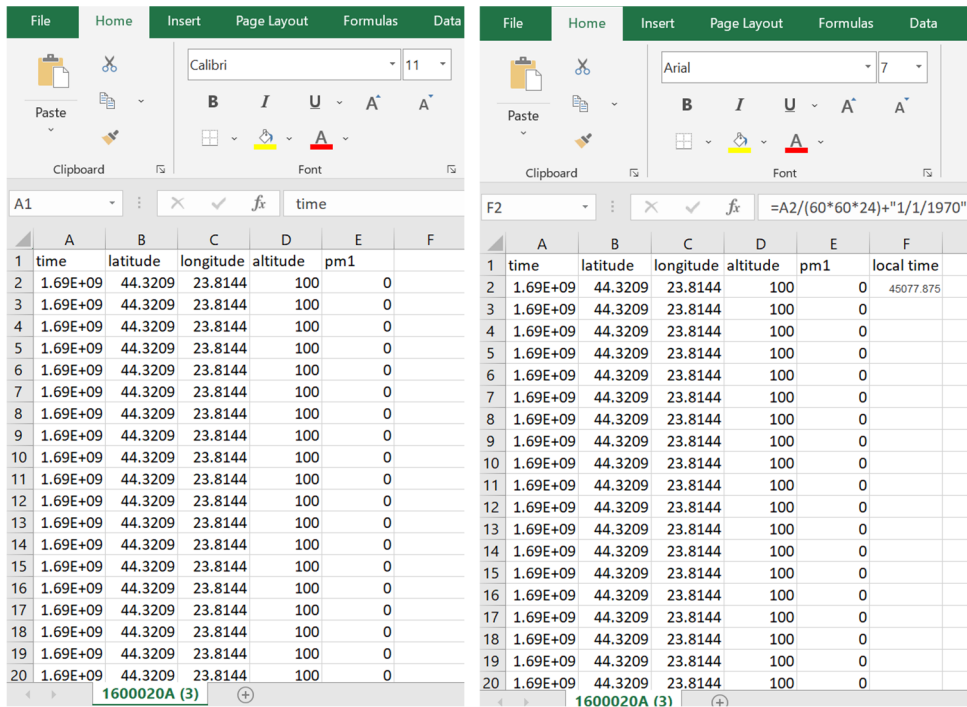 File Home Insert Page Layout Formulas Data
Calibri 11
Paste
B I U A A
A
Clipboard Font
A1 fx time
A B C D E F
1 time latitude longitude altitude pm1
2 1.69E+09 44.3209 23.8144 100 0
3 1.69E+09 44.3209 23.8144 100 0
4 1.69E+09 44.3209 23.8144 100 0
5 1.69E+09 44.3209 23.8144 100 0
6 1.69E+09 44.3209 23.8144 100 0
7 1.69E+09 44.3209 23.8144 100 0
8 1.69E+09 44.3209 23.8144 100 0
9 1.69E+09 44.3209 23.8144 100 0
10 1.69E+09 44.3209 23.8144 100 0
11 1.69E+09 44.3209 23.8144 100 0
12 1.69E+09 44.3209 23.8144 100 0
13 1.69E+09 44.3209 23.8144 100 0
14 1.69E+09 44.3209 23.8144 100 0
15 1.69E+09 44.3209 23.8144 100 0
16 1.69E+09 44.3209 23.8144 100 0
17 1.69E+09 44.3209 23.8144 100 0
18 1.69E+09 44.3209 23.8144 100 0
19 1.69E+09 44.3209 23.8144 100 0
20 1.69E+09 44.3209 23.8144 100 0
1600020A (3)
File Home Insert Page Layout Formulas Data
Arial 7
Paste
B I U A A
A
Clipboard Font
F2 fx =A2/(60*60*24)+"1/1/1970"
A B C D E F
1 time latitude longitude altitude pm1 local time
2 1.69E+09 44.3209 23.8144 100 0 45077.875
3 1.69E+09 44.3209 23.8144 100 0
4 1.69E+09 44.3209 23.8144 100 0
5 1.69E+09 44.3209 23.8144 100 0
6 1.69E+09 44.3209 23.8144 100 0
7 1.69E+09 44.3209 23.8144 100 0
8 1.69E+09 44.3209 23.8144 100 0
9 1.69E+09 44.3209 23.8144 100 0
10 1.69E+09 44.3209 23.8144 100 0
11 1.69E+09 44.3209 23.8144 100 0
12 1.69E+09 44.3209 23.8144 100 0
13 1.69E+09 44.3209 23.8144 100 0
14 1.69E+09 44.3209 23.8144 100 0
15 1.69E+09 44.3209 23.8144 100 0
16 1.69E+09 44.3209 23.8144 100 0
17 1.69E+09 44.3209 23.8144 100 0
18 1.69E+09 44.3209 23.8144 100 0
19 1.69E+09 44.3209 23.8144 100 0
20 1.69E+09 44.3209 23.8144 100 0
1600020A (3)